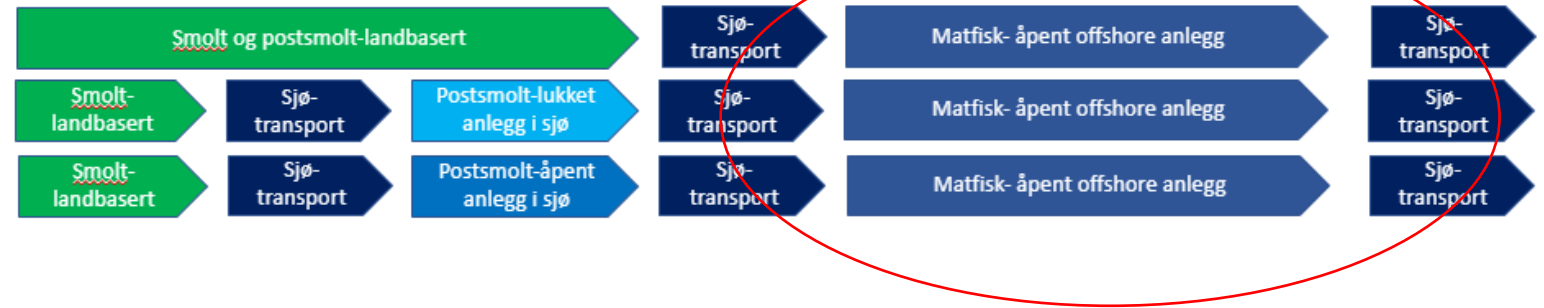 Smolt og postsmolt-landbasert
Sjø-
transport
Matfisk- åpent offshore anlegg
Sjø-
transport
Smolt-
landbasert
Sjø-
transport
Postsmolt-lukket
anlegg i sjø
Sjø-
transport
Matfisk- åpent offshore anlegg
Sjø-
transport
Smolt-
landbasert
Sjø-
transport
Postsmolt-åpent
anlegg i sjø
Sjø-
transport
Matfisk- åpent offshore anlegg
Sjø-
transport